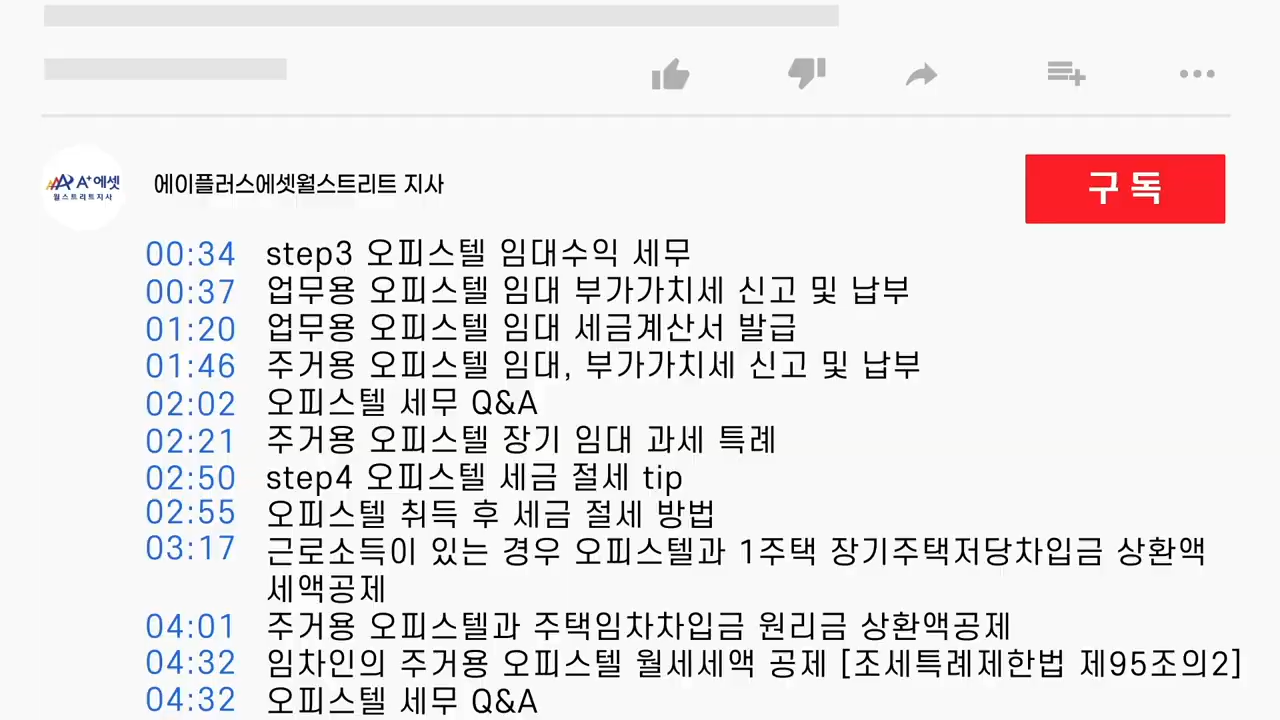 A+에셋
월스트리트지사
에이플러스에셋월스트리트 지사
구독
00:34 step3 오피스텔 임대수익 세무
00:37 업무용 오피스텔 임대 부가가치세 신고 및 납부
01:20 업무용 오피스텔 임대 세금계산서 발급
01:46 주거용 오피스텔 임대, 부가가치세 신고 및 납부
02:02 오피스텔 세무 Q&A
02:21 주거용 오피스텔 장기 임대 과세 특례
02:50 step4 오피스텔 세금 절세 tip
02:55 오피스텔 취득 후 세금 절세 방법
03:17 근로소득이 있는 경우 오피스텔과 1주택 장기주택저당차입금 상환액
세액공제
04:01 주거용 오피스텔과 주택임차차입금 원리금 상환액공제
04:32 임차인의 주거용 오피스텔 월세세액 공제 [조세특례제한법 제95조의2]
04:32 오피스텔 세무 Q&A